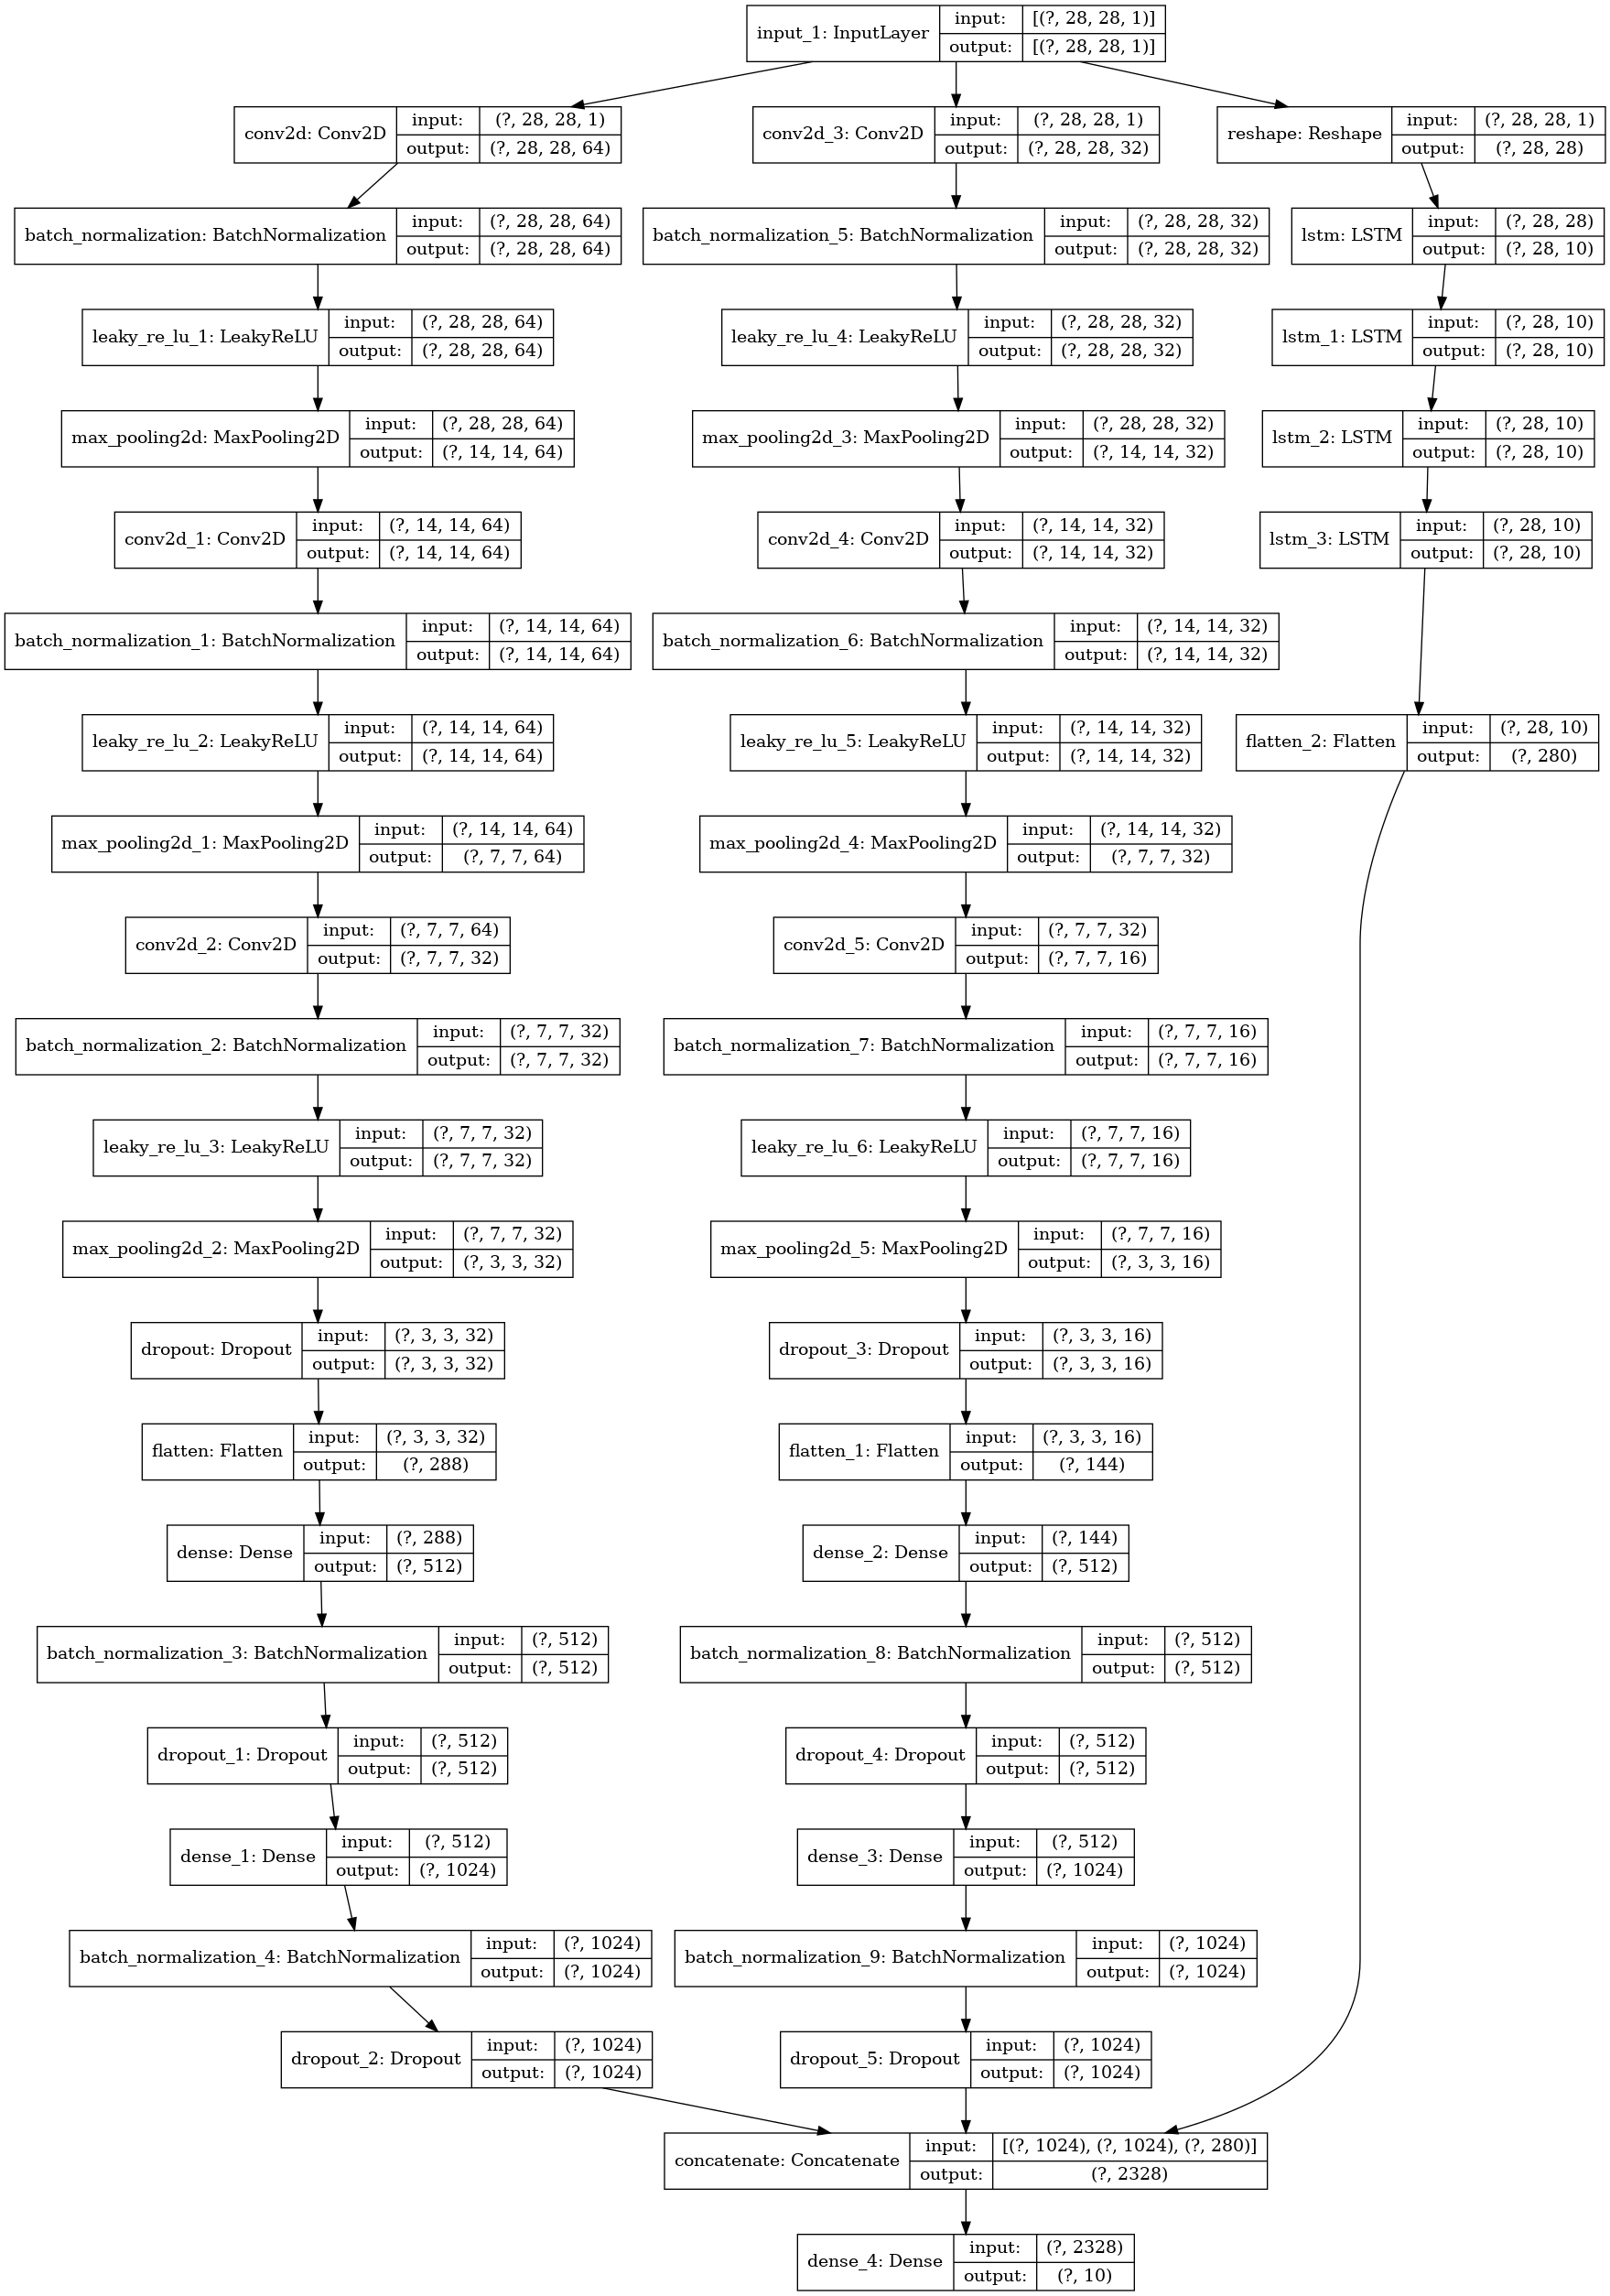 input_1: InputLayer input: [(?, 28, 28, 1)]
output: [(?, 28, 28, 1)]
conv2d: Conv2D input: (?, 28, 28, 1)
output: (?, 28, 28, 64)
batch_normalization: BatchNormalization input: (?, 28, 28, 64)
output: (?, 28, 28, 64)
leaky_re_lu_1: LeakyReLU input: (?, 28, 28, 64)
output: (?, 28, 28, 64)
max_pooling2d: MaxPooling2D input: (?, 28, 28, 64)
output: (?, 14, 14, 64)
conv2d_1: Conv2D input: (?, 14, 14, 64)
output: (?, 14, 14, 64)
batch_normalization_1: BatchNormalization input: (?, 14, 14, 64)
output: (?, 14, 14, 64)
leaky_re_lu_2: LeakyReLU input: (?, 14, 14, 64)
output: (?, 14, 14, 64)
max_pooling2d_1: MaxPooling2D input: (?, 14, 14, 64)
output: (?, 7, 7, 64)
conv2d_2: Conv2D input: (?, 7, 7, 64)
output: (?, 7, 7, 32)
batch_normalization_2: BatchNormalization input: (?, 7, 7, 32)
output: (?, 7, 7, 32)
leaky_re_lu_3: LeakyReLU input: (?, 7, 7, 32)
output: (?, 7, 7, 32)
max_pooling2d_2: MaxPooling2D input: (?, 7, 7, 32)
output: (?, 3, 3, 32)
dropout: Dropout input: (?, 3, 3, 32)
output: (?, 3, 3, 32)
flatten: Flatten input: (?, 3, 3, 32)
output: (?, 288)
dense: Dense input: (?, 288)
output: (?, 512)
batch_normalization_3: BatchNormalization input: (?, 512)
output: (?, 512)
dropout_1: Dropout input: (?, 512)
output: (?, 512)
dense_1: Dense input: (?, 512)
output: (?, 1024)
batch_normalization_4: BatchNormalization input: (?, 1024)
output: (?, 1024)
dropout_2: Dropout input: (?, 1024)
output: (?, 1024)
conv2d_3: Conv2D input: (?, 28, 28, 1)
output: (?, 28, 28, 32)
batch_normalization_5: BatchNormalization input: (?, 28, 28, 32)
output: (?, 28, 28, 32)
leaky_re_lu_4: LeakyReLU input: (?, 28, 28, 32)
output: (?, 28, 28, 32)
max_pooling2d_3: MaxPooling2D input: (?, 28, 28, 32)
output: (?, 14, 14, 32)
conv2d_4: Conv2D input: (?, 14, 14, 32)
output: (?, 14, 14, 32)
batch_normalization_6: BatchNormalization input: (?, 14, 14, 32)
output: (?, 14, 14, 32)
leaky_re_lu_5: LeakyReLU input: (?, 14, 14, 32)
output: (?, 14, 14, 32)
max_pooling2d_4: MaxPooling2D input: (?, 14, 14, 32)
output: (?, 7, 7, 32)
conv2d_5: Conv2D input: (?, 7, 7, 32)
output: (?, 7, 7, 16)
batch_normalization_7: BatchNormalization input: (?, 7, 7, 16)
output: (?, 7, 7, 16)
leaky_re_lu_6: LeakyReLU input: (?, 7, 7, 16)
output: (?, 7, 7, 16)
max_pooling2d_5: MaxPooling2D input: (?, 7, 7, 16)
output: (?, 3, 3, 16)
dropout_3: Dropout input: (?, 3, 3, 16)
output: (?, 3, 3, 16)
flatten_1: Flatten input: (?, 3, 3, 16)
output: (?, 144)
dense_2: Dense input: (?, 144)
output: (?, 512)
batch_normalization_8: BatchNormalization input: (?, 512)
output: (?, 512)
dropout_4: Dropout input: (?, 512)
output: (?, 512)
dense_3: Dense input: (?, 512)
output: (?, 1024)
batch_normalization_9: BatchNormalization input: (?, 1024)
output: (?, 1024)
dropout_5: Dropout input: (?, 1024)
output: (?, 1024)
reshape: Reshape input: (?, 28, 28, 1)
output: (?, 28, 28)
lstm: LSTM input: (?, 28, 28)
output: (?, 28, 10)
lstm_1: LSTM input: (?, 28, 10)
output: (?, 28, 10)
lstm_2: LSTM input: (?, 28, 10)
output: (?, 28, 10)
lstm_3: LSTM input: (?, 28, 10)
output: (?, 28, 10)
flatten_2: Flatten input: (?, 28, 10)
output: (?, 280)
concatenate: Concatenate input: [(?, 1024), (?, 1024), (?, 280)]
output: (?, 2328)
dense_4: Dense input: (?, 2328)
output: (?, 10)